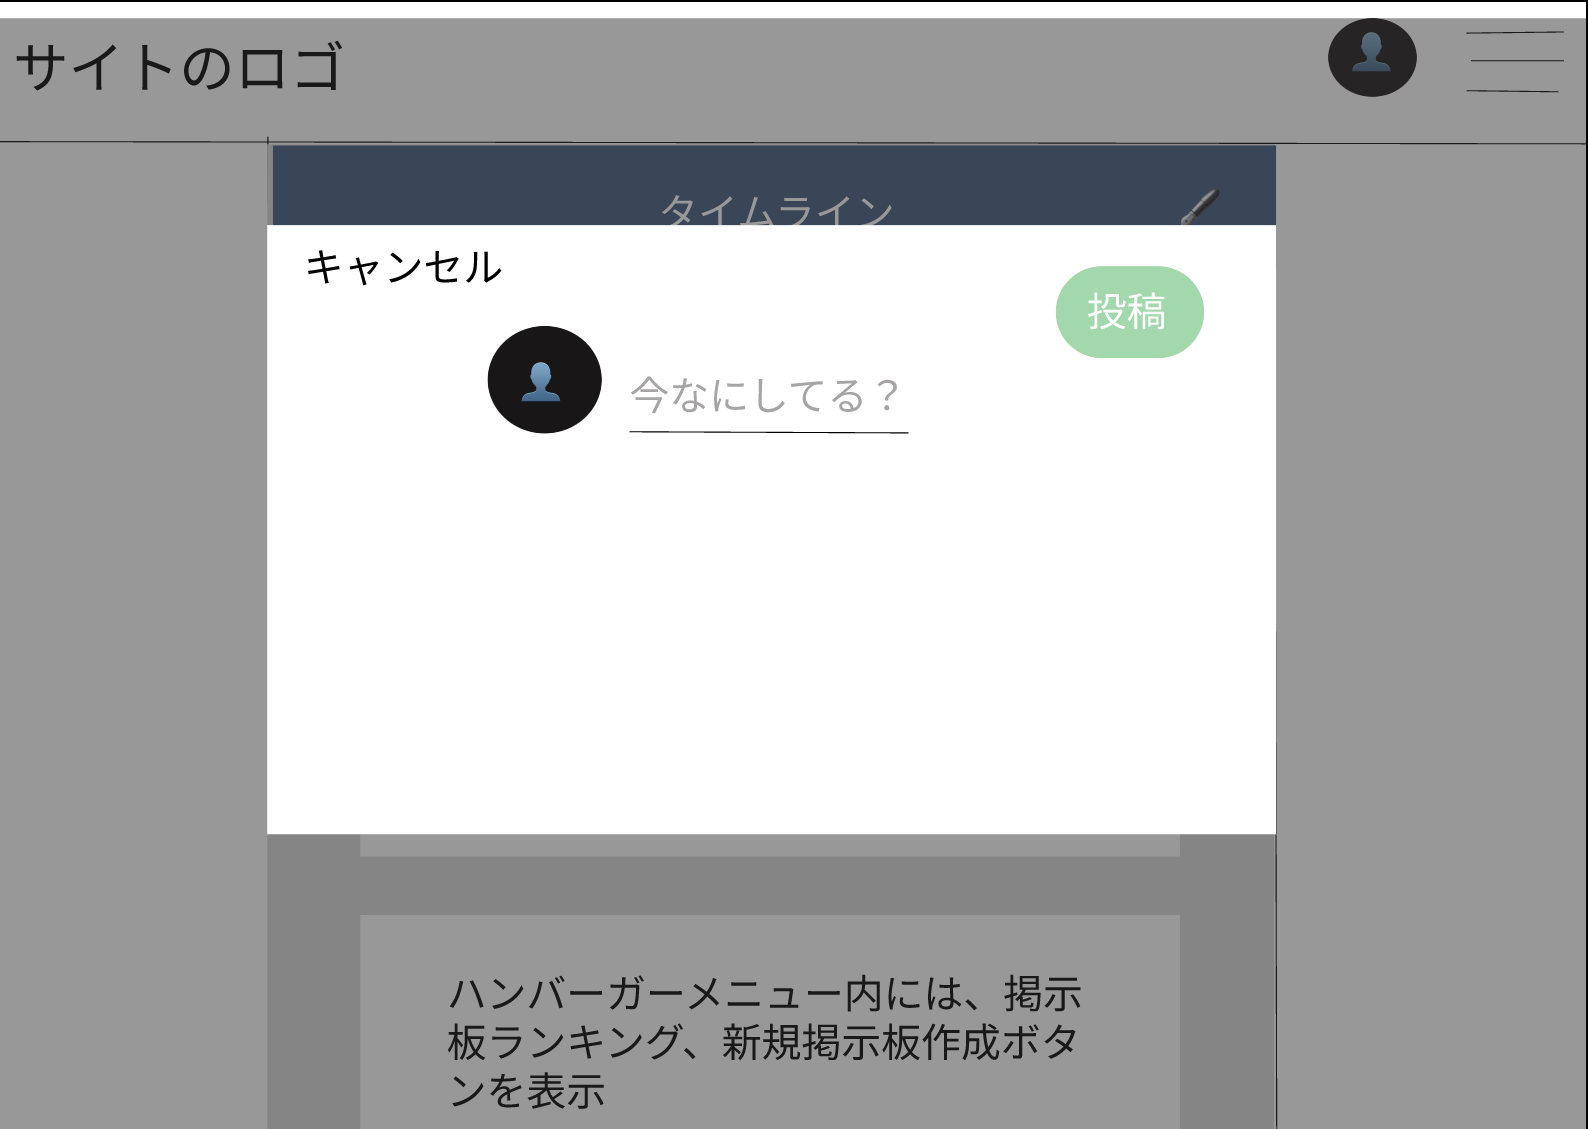 サイトのロゴ
タイムライン
キャンセル
投稿
今なにしてる？
ハンバーガーメニュー内には、掲示
板ランキング、新規掲示板作成ボタ
ンを表示